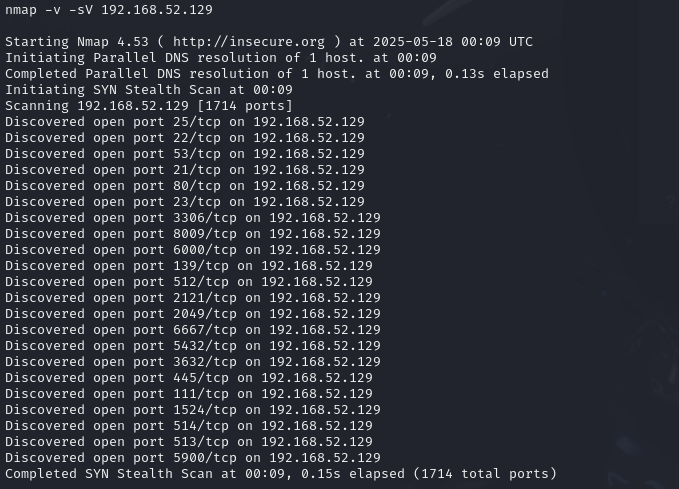 nmap -v -sV 192.168.52.129
Starting Nmap 4.53 ( http://insecure.org ) at 2025-05-18 00:09 UTC
Initiating Parallel DNS resolution of 1 host. at 00:09
Completed Parallel DNS resolution of 1 host. at 00:09, 0.13s elapsed
Initiating SYN Stealth Scan at 00:09
Scanning 192.168.52.129 [1714 ports]
Discovered open port 25/tcp on 192.168.52.129
Discovered open port 22/tcp on 192.168.52.129
Discovered open port 53/tcp on 192.168.52.129
Discovered open port 21/tcp on 192.168.52.129
Discovered open port 80/tcp on 192.168.52.129
Discovered open port 23/tcp on 192.168.52.129
Discovered open port 3306/tcp on 192.168.52.129
Discovered open port 8009/tcp on 192.168.52.129
Discovered open port 6000/tcp on 192.168.52.129
Discovered open port 139/tcp on 192.168.52.129
Discovered open port 512/tcp on 192.168.52.129
Discovered open port 2121/tcp on 192.168.52.129
Discovered open port 2049/tcp on 192.168.52.129
Discovered open port 6667/tcp on 192.168.52.129
Discovered open port 5432/tcp on 192.168.52.129
Discovered open port 3632/tcp on 192.168.52.129
Discovered open port 445/tcp on 192.168.52.129
Discovered open port 111/tcp on 192.168.52.129
Discovered open port 1524/tcp on 192.168.52.129
Discovered open port 514/tcp on 192.168.52.129
Discovered open port 513/tcp on 192.168.52.129
Discovered open port 5900/tcp on 192.168.52.129
Completed SYN Stealth Scan at 00:09, 0.15s elapsed (1714 total ports)